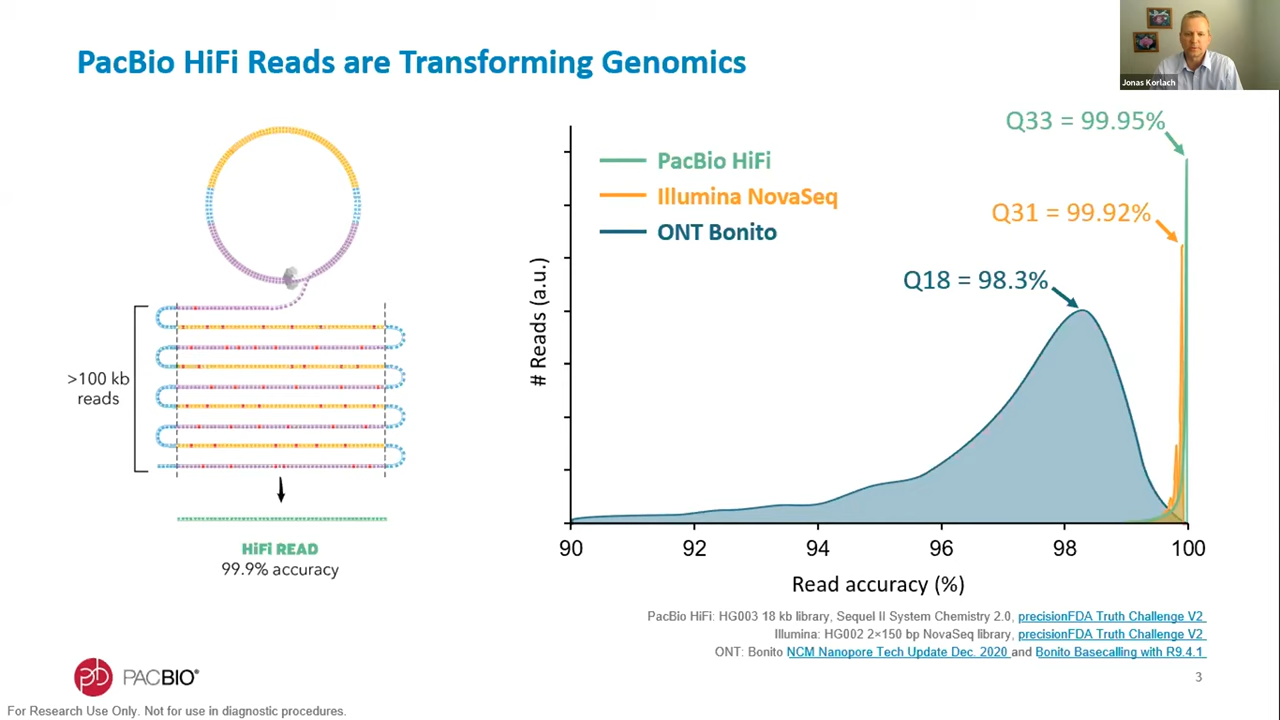 PacBio HiFi Reads are Transforming Genomics
Jonas Korlach
>100 kb
reads
HiFi READ
99.9% accuracy
PacBio HiFi
Illumina NovaSeq
ONT Bonito
Q33 = 99.95%
Q31 = 99.92%
Q18 = 98.3%
# Reads (a.u.)
90 92 94 96 98 100
Read accuracy (%)
PacBio HiFi: HG003 18 kb library, Sequel II System Chemistry 2.0, precisionFDA Truth Challenge V2
Illumina: HG002 2×150 bp NovaSeq library, precisionFDA Truth Challenge V2
ONT: Bonito NCM Nanopore Tech Update Dec. 2020 and Bonito Basecalling with R9.4.1
PACBIO®
3
For Research Use Only. Not for use in diagnostic procedures.